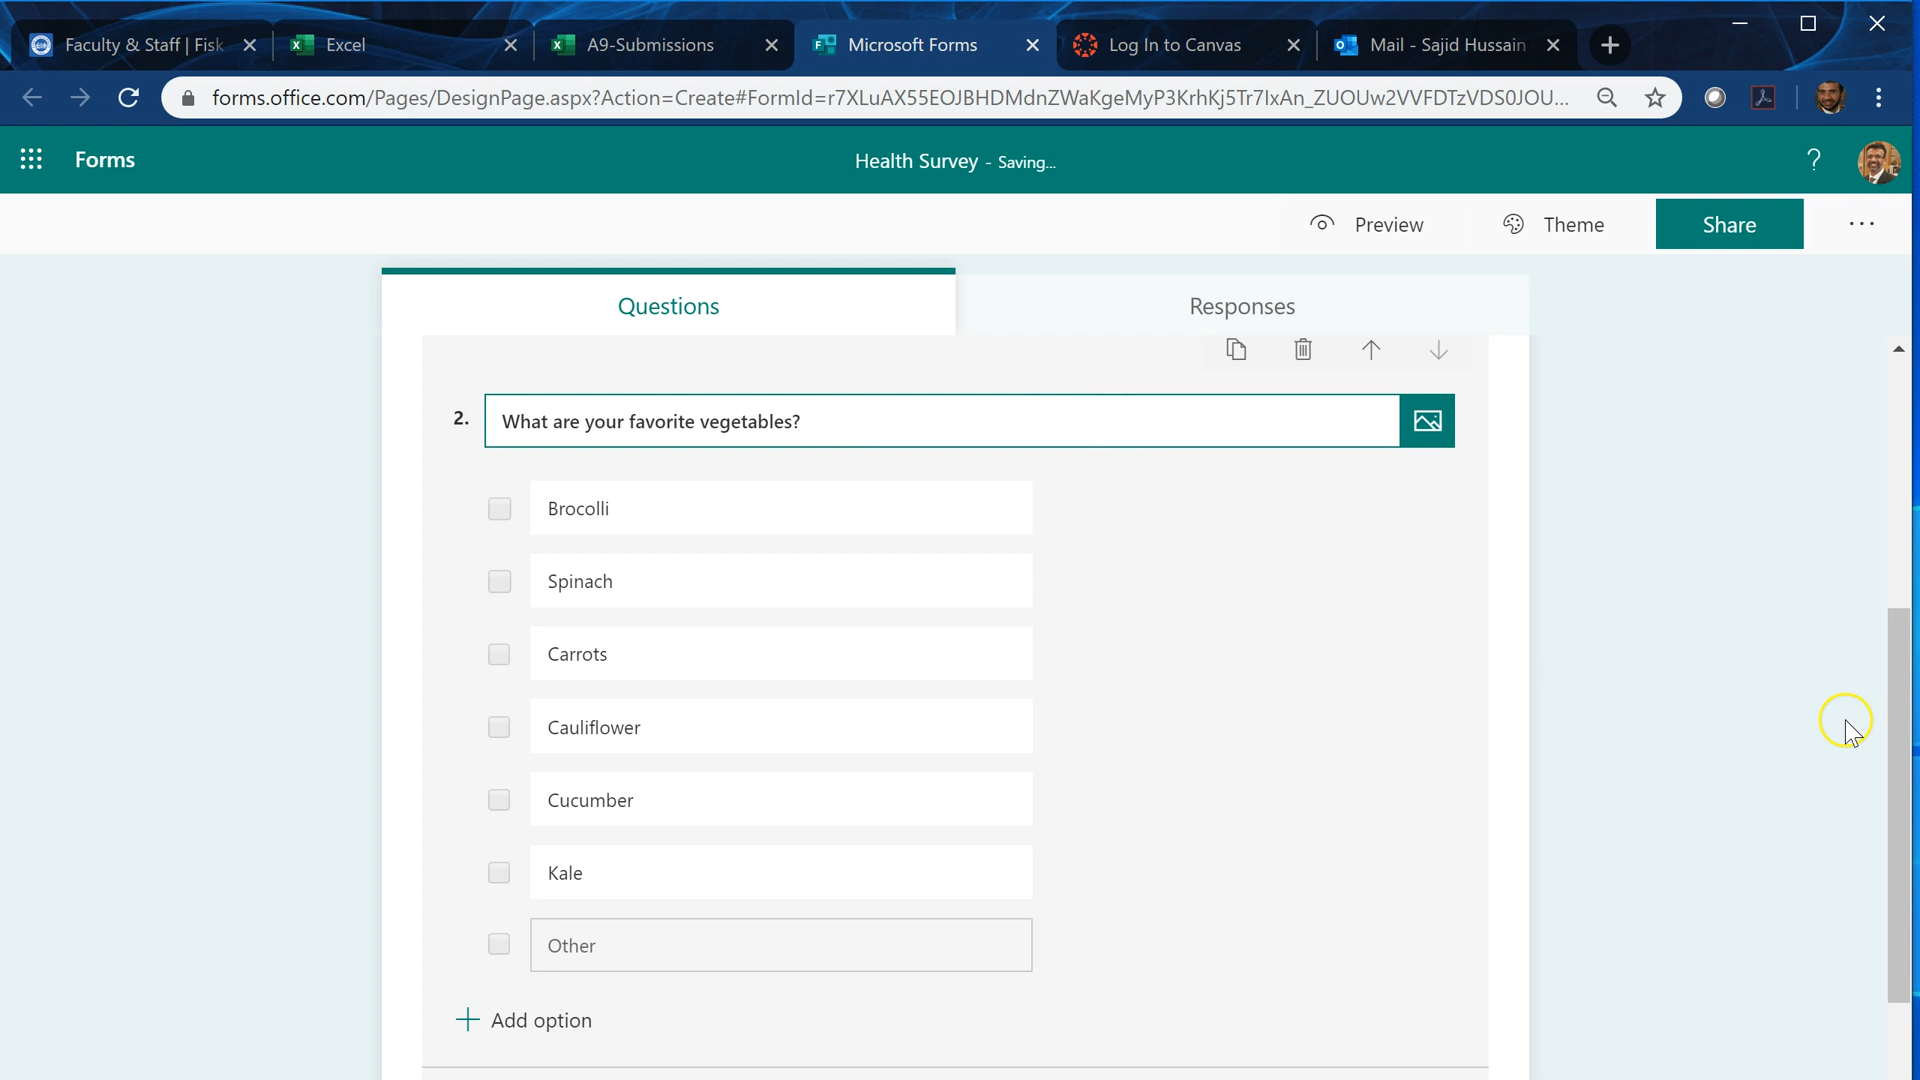 Faculty & Staff | Fisk
Excel
A9-Submissions
Microsoft Forms
Log In to Canvas
Mail - Sajid Hussain
forms.office.com/Pages/DesignPage.aspx?Action=Create#FormId=r7XLuAX55EOJBHDMdnZWaKgeMyP3KrhKj5Tr7IxAn_ZUOUw2VVFDTzVDS0JOU...
Forms
Health Survey - Saving...
?
Preview
Theme
Share
Questions
Responses
2. What are your favorite vegetables?
Brocolli
Spinach
Carrots
Cauliflower
Cucumber
Kale
Other
Add option